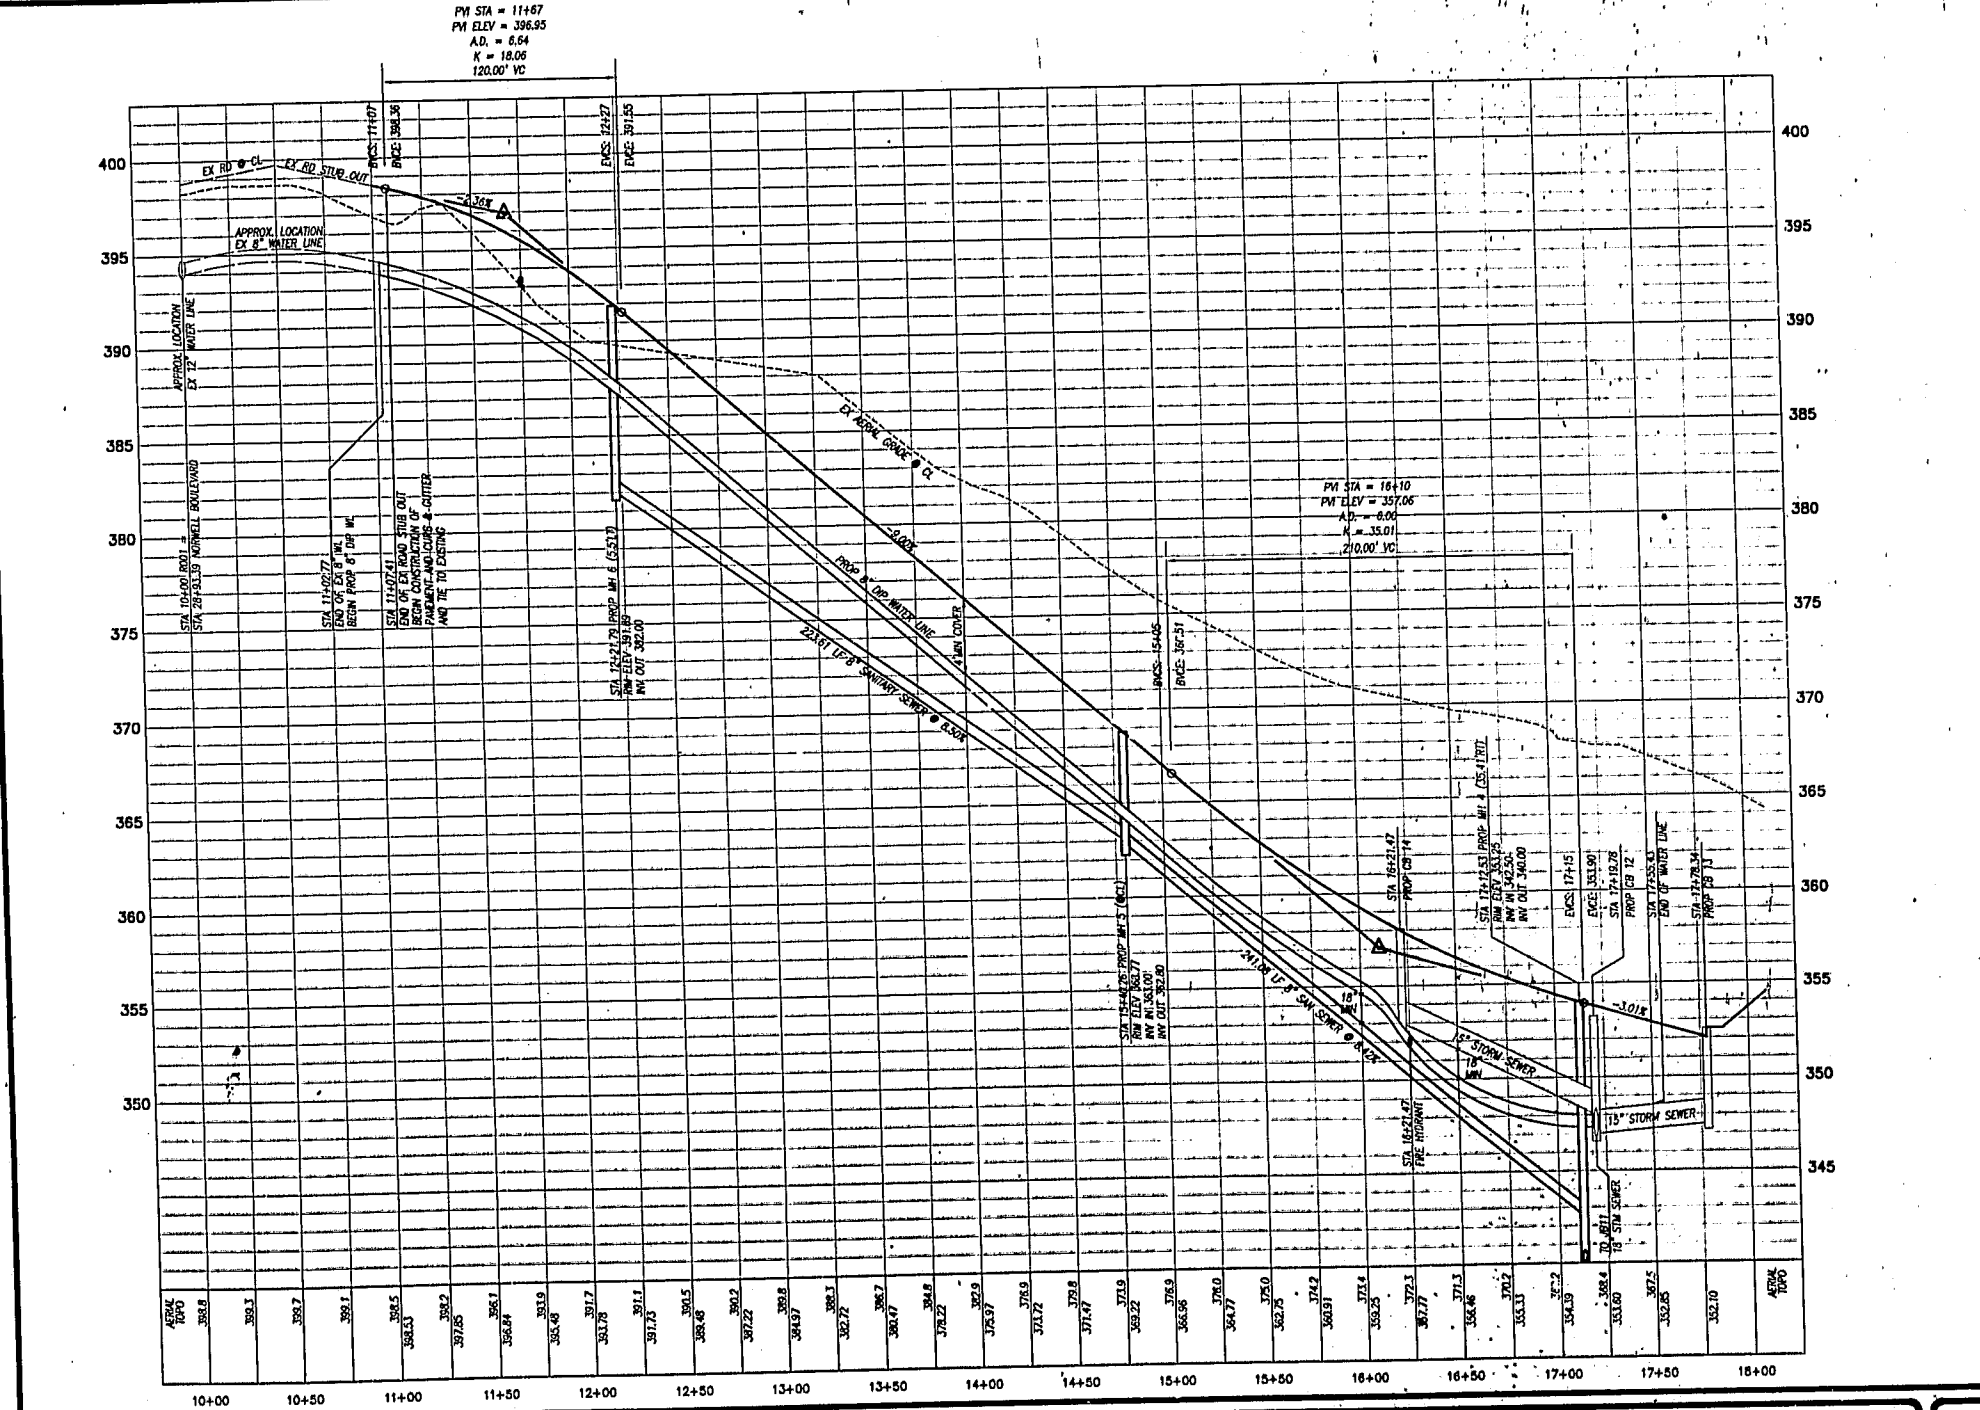 PVI STA = 11+67
PVI ELEV = 396.95
A.D. = 6.64
K = 18.06
120.00' VC
BVCS: 11+07
BVCE: 398.36
EVCS: 12+27
EVCE: 391.55
400
395
390
385
380
375
370
365
360
355
350
400
395
390
385
380
375
370
365
360
355
350
345
EX RD @ CL
EX RD STUB OUT
-2.36%
APPROX. LOCATION
EX 8" WATER LINE
APPROX. LOCATION
EX 12" WATER LINE
STA 10+00 RD01 =
STA 28+93.39 NORWELL BOULEVARD
STA 11+02.77
END OF EX 8" WL
BEGIN PROP 8" DIP WL
STA 11+07.41
END OF EX ROAD STUB OUT
BEGIN CONSTRUCTION OF
PAVEMENT AND CURB & GUTTER
AND TIE TO EXISTING
STA 12+21.79 PROP MH 6
RIM ELEV 391.89
INV OUT 382.00
EX AERIAL GRADE @ CL
-9.00%
PROP 8" DIP WATER LINE
4' MIN COVER
223.61 LF 8" SANITARY SEWER @ 8.50%
PVI STA = 16+10
PVI ELEV = 357.06
A.D. = 6.00
K = 35.01
210.00' VC
BVCS: 15+05
BVCE: 366.51
PROP MH 5
INV IN 363.00
INV OUT 362.80
241.08 LF 8" SAN SEWER @ 8.42%
STA 16+21.47
PROP CB 14
18"
MIN
STA 16+21.47
FIRE HYDRANT
STA 17+12.53 PROP MH 4 (35.41'RT)
RIM ELEV 353.25
INV IN 342.50
INV OUT 340.00
EVCS: 17+15
EVCE: 353.90
STA 17+19.78
PROP CB 12
STA 17+55.43
END OF WATER LINE
STA 17+78.34
PROP CB 13
-3.01%
15" STORM SEWER
18"
MIN
15" STORM SEWER
TO JB11
18" STM SEWER
AERIAL
TOPO
398.8
399.3
399.7
399.1
398.5
398.53
398.2
397.85
396.1
396.84
393.9
395.48
391.7
393.78
391.1
391.73
390.5
389.48
390.2
387.22
389.8
384.97
388.3
382.72
386.7
380.47
384.8
378.22
382.9
375.97
376.9
373.72
379.8
371.47
373.9
369.22
376.9
366.96
376.0
364.77
375.0
362.75
374.2
360.91
373.4
359.25
372.3
357.77
371.3
356.46
370.2
355.33
354.39
368.4
353.60
367.5
352.85
352.10
AERIAL
TOPO
10+00
10+50
11+00
11+50
12+00
12+50
13+00
13+50
14+00
14+50
15+00
15+50
16+00
16+50
17+00
17+50
18+00